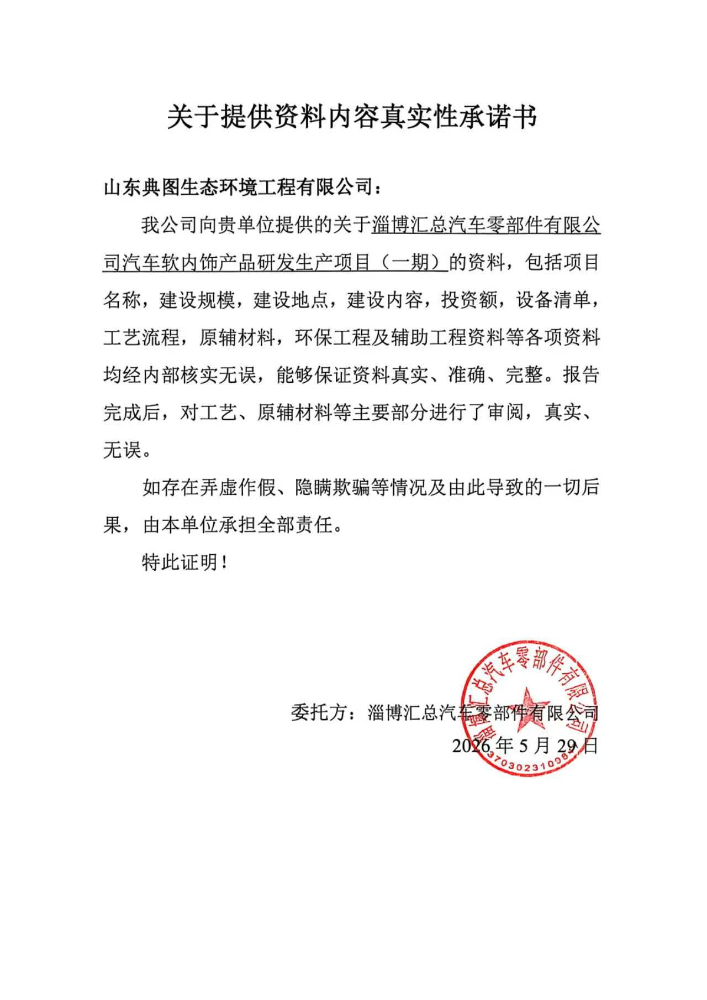 关于提供资料内容真实性承诺书
山东典图生态环境工程有限公司：
我公司向贵单位提供的关于淄博汇总汽车零部件有限公
司汽车软内饰产品研发生产项目（一期）的资料，包括项目
名称，建设规模，建设地点，建设内容，投资额，设备清单，
工艺流程，原辅材料，环保工程及辅助工程资料等各项资料
均经内部核实无误，能够保证资料真实、准确、完整。报告
完成后，对工艺、原辅材料等主要部分进行了审阅，真实、
无误。
如存在弄虚作假、隐瞒欺骗等情况及由此导致的一切后
果，由本单位承担全部责任。
特此证明！
淄博汇总汽车零部件有限公司
委托方：淄博汇总汽车零部件有限公司
2026 年 5 月 29 日